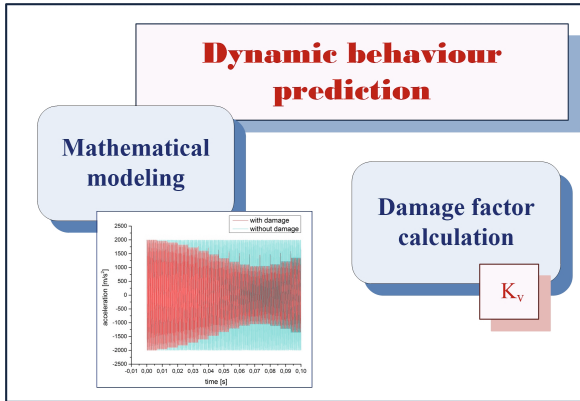 Dynamic behaviour
prediction
Mathematical
modeling
Damage factor
calculation
K_v
with damage
without damage
2500
2000
1500
1000
500
0
-500
-1000
-1500
-2000
-2500
acceleration [m/s²]
-0,01 0,00 0,01 0,02 0,03 0,04 0,05 0,06 0,07 0,08 0,09 0,10
time [s]